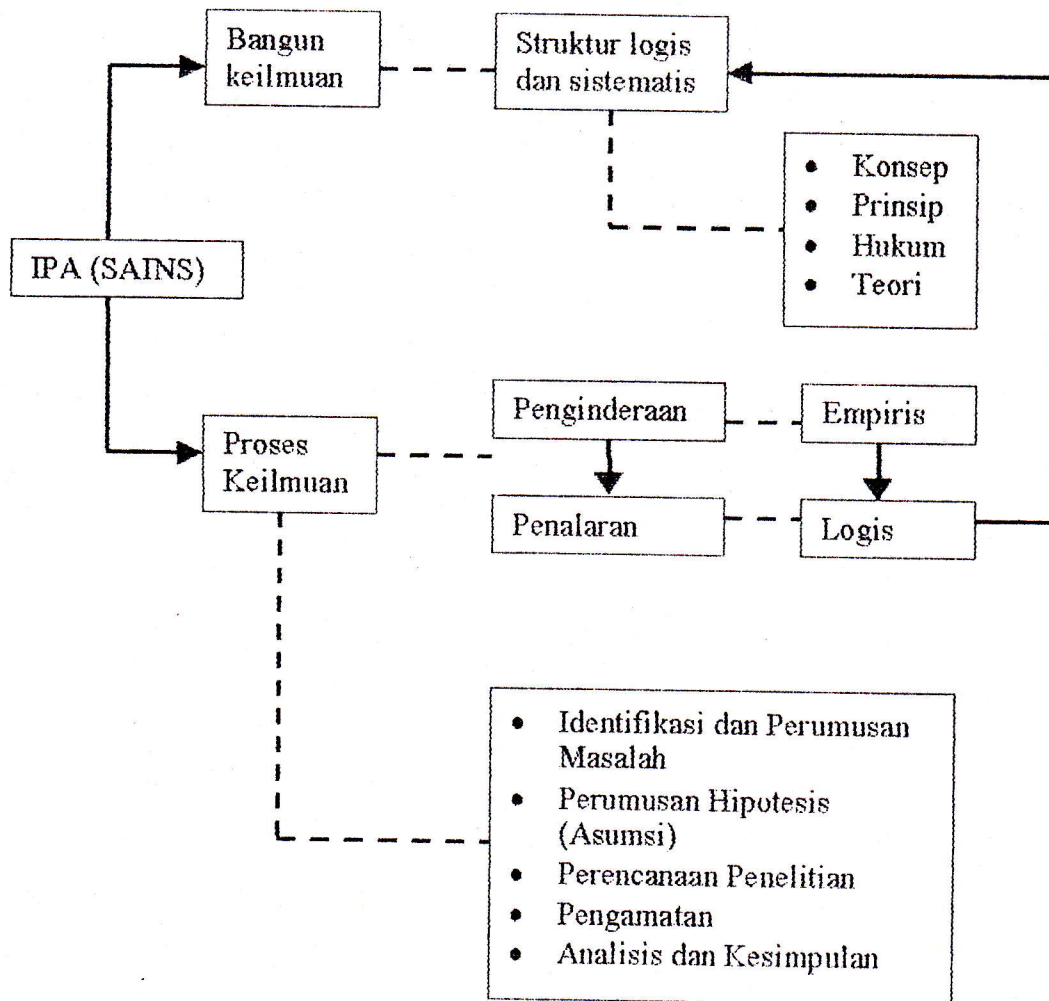 Bangun
keilmuan
Struktur logis
dan sistematis
• Konsep
• Prinsip
• Hukum
• Teori
IPA (SAINS)
Proses
Keilmuan
Penginderaan
Empiris
Penalaran
Logis
• Identifikasi dan Perumusan
Masalah
• Perumusan Hipotesis
(Asumsi)
• Perencanaan Penelitian
• Pengamatan
• Analisis dan Kesimpulan